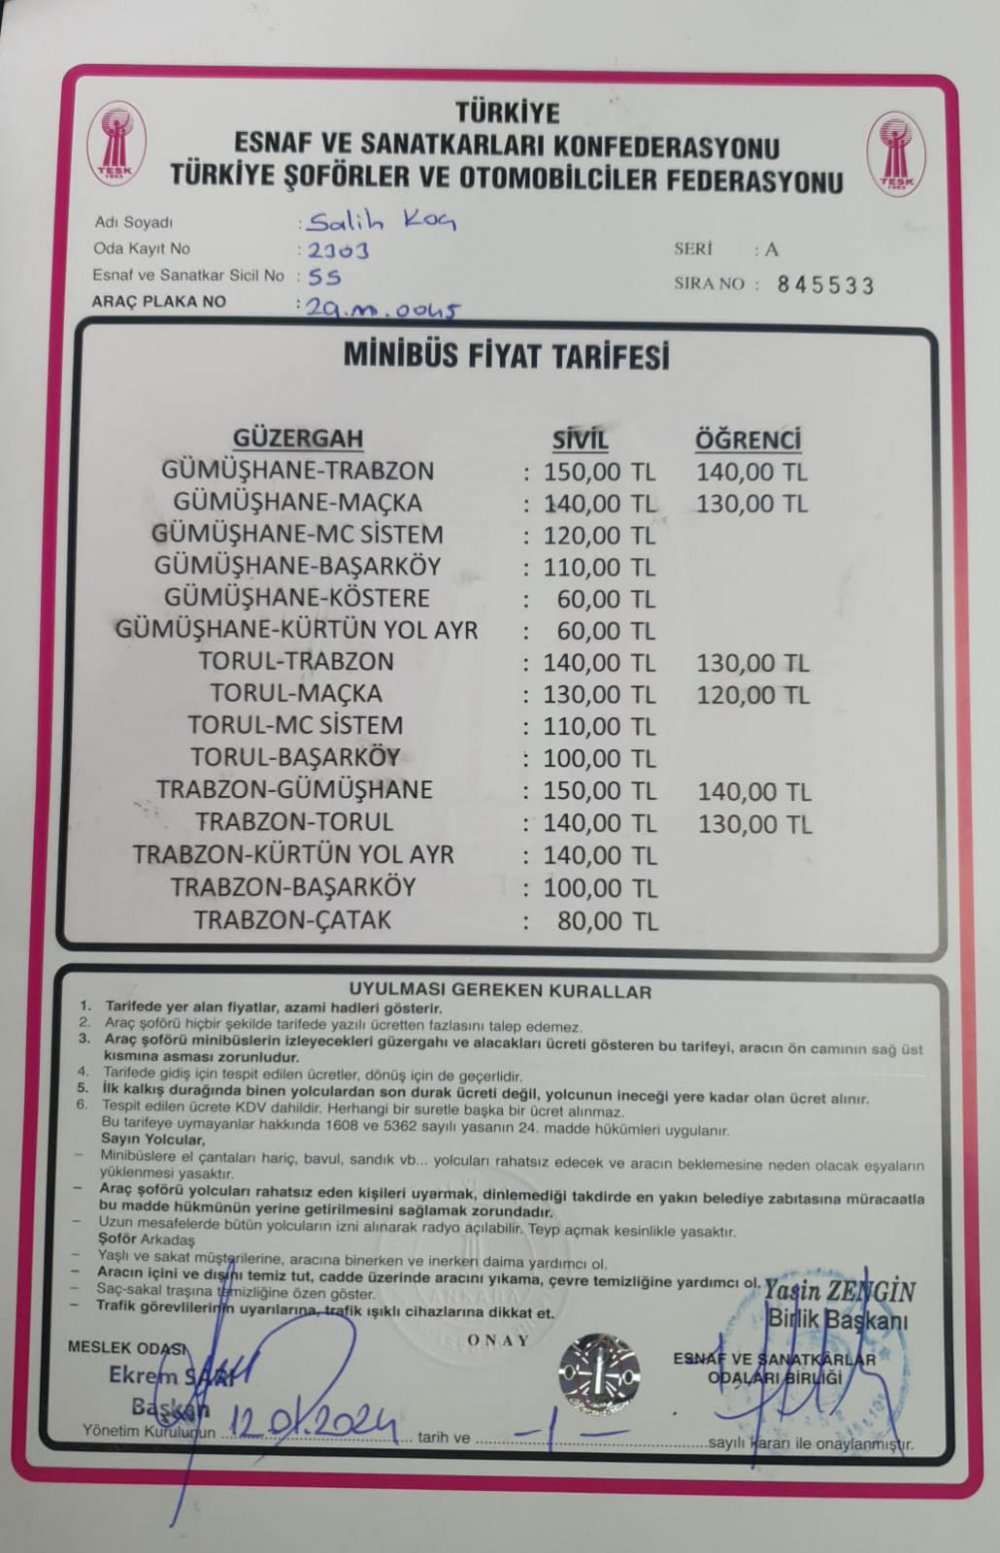 TÜRKİYE
ESNAF VE SANATKARLARI KONFEDERASYONU
TÜRKİYE ŞOFÖRLER VE OTOMOBİLCİLER FEDERASYONU
TESK
TESK
Adı Soyadı : Salih Koç
Oda Kayıt No : 2303
Esnaf ve Sanatkar Sicil No : 55
ARAÇ PLAKA NO : 29.m.0045
SERİ : A
SIRA NO : 845533
MİNİBÜS FİYAT TARİFESİ
GÜZERGAH SİVİL ÖĞRENCİ
GÜMÜŞHANE-TRABZON : 150,00 TL 140,00 TL
GÜMÜŞHANE-MAÇKA : 140,00 TL 130,00 TL
GÜMÜŞHANE-MC SİSTEM : 120,00 TL
GÜMÜŞHANE-BAŞARKÖY : 110,00 TL
GÜMÜŞHANE-KÖSTERE : 60,00 TL
GÜMÜŞHANE-KÜRTÜN YOL AYR : 60,00 TL
TORUL-TRABZON : 140,00 TL 130,00 TL
TORUL-MAÇKA : 130,00 TL 120,00 TL
TORUL-MC SİSTEM : 110,00 TL
TORUL-BAŞARKÖY : 100,00 TL
TRABZON-GÜMÜŞHANE : 150,00 TL 140,00 TL
TRABZON-TORUL : 140,00 TL 130,00 TL
TRABZON-KÜRTÜN YOL AYR : 140,00 TL
TRABZON-BAŞARKÖY : 100,00 TL
TRABZON-ÇATAK : 80,00 TL
UYULMASI GEREKEN KURALLAR
1. Tarifede yer alan fiyatlar, azami hadleri gösterir.
2. Araç şoförü hiçbir şekilde tarifede yazılı ücretten fazlasını talep edemez.
3. Araç şoförü minibüslerin izleyecekleri güzergahı ve alacakları ücreti gösteren bu tarifeyi, aracın ön camının sağ üst
kısmına asması zorunludur.
4. Tarifede gidiş için tespit edilen ücretler, dönüş için de geçerlidir.
5. İlk kalkış durağında binen yolculardan son durak ücreti değil, yolcunun ineceği yere kadar olan ücret alınır.
6. Tespit edilen ücrete KDV dahildir. Herhangi bir suretle başka bir ücret alınmaz.
Bu tarifeye uymayanlar hakkında 1608 ve 5362 sayılı yasanın 24. madde hükümleri uygulanır.
Sayın Yolcular,
– Minibüslere el çantaları hariç, bavul, sandık vb... yolcuları rahatsız edecek ve aracın beklemesine neden olacak eşyaların
yüklenmesi yasaktır.
– Araç şoförü yolcuları rahatsız eden kişileri uyarmak, dinlemediği takdirde en yakın belediye zabıtasına müracaatla
bu madde hükmünün yerine getirilmesini sağlamak zorundadır.
– Uzun mesafelerde bütün yolcuların izni alınarak radyo açılabilir. Teyp açmak kesinlikle yasaktır.
Şoför Arkadaş
– Yaşlı ve sakat müşterilerine, aracına binerken ve inerken daima yardımcı ol.
– Aracın içini ve dışını temiz tut, cadde üzerinde aracını yıkama, çevre temizliğine yardımcı ol.
– Saç-sakal traşına temizliğine özen göster.
– Trafik görevlilerinin uyarılarına, trafik ışıklı cihazlarına dikkat et.
Yasin ZENGİN
Birlik Başkanı
ONAY
MESLEK ODASI
Ekrem
Başkan
ESNAF VE SANATKÂRLAR
ODALARI BİRLİĞİ
Yönetim Kurulunun 12.01.2024 tarih ve – / – sayılı kararı ile onaylanmıştır.